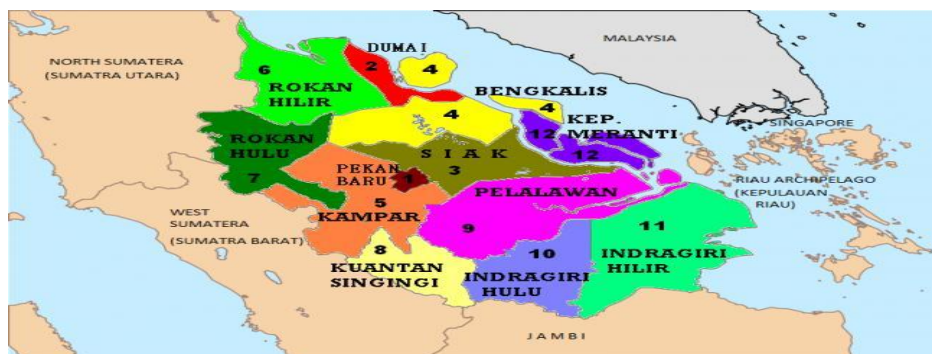 MALAYSIA
DUMAI
NORTH SUMATERA
(SUMATRA UTARA)
6
2
4
ROKAN
HILIR
BENGKALIS
4
4
KEP.
MERANTI
SINGAPORE
12
12
ROKAN
HULU
7
SIAK
3
PEKAN
BARU
1
RIAU ARCHIPELAGO
(KEPULAUAN
RIAU)
PELALAWAN
5
KAMPAR
9
WEST
SUMATERA
(SUMATRA BARAT)
8
KUANTAN
SINGINGI
10
INDRAGIRI
HULU
11
INDRAGIRI
HILIR
JAMBI